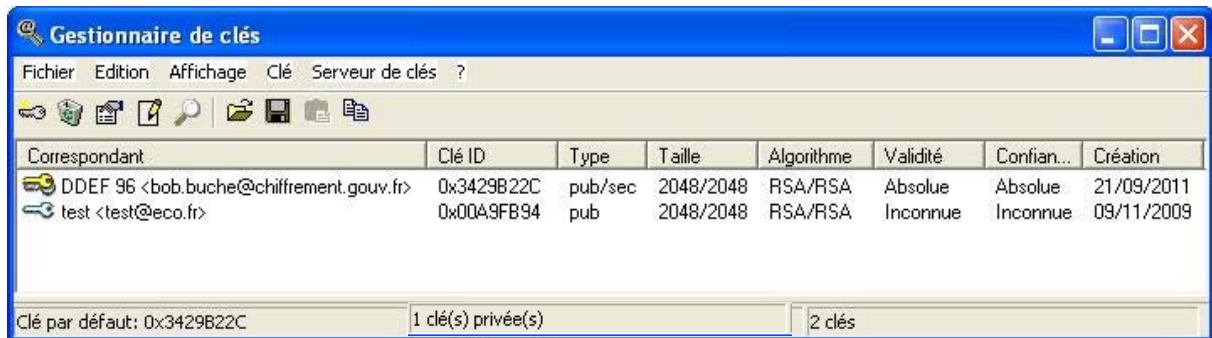 Gestionnaire de clés
Fichier Edition Affichage Clé Serveur de clés ?
Correspondant Clé ID Type Taille Algorithme Validité Confian... Création
DDEF 96 <bob.buche@chiffrement.gouv.fr> 0x3429B22C pub/sec 2048/2048 RSA/RSA Absolue Absolue 21/09/2011
test <test@eco.fr> 0x00A9FB94 pub 2048/2048 RSA/RSA Inconnue Inconnue 09/11/2009
Clé par défaut: 0x3429B22C 1 clé(s) privée(s) 2 clés